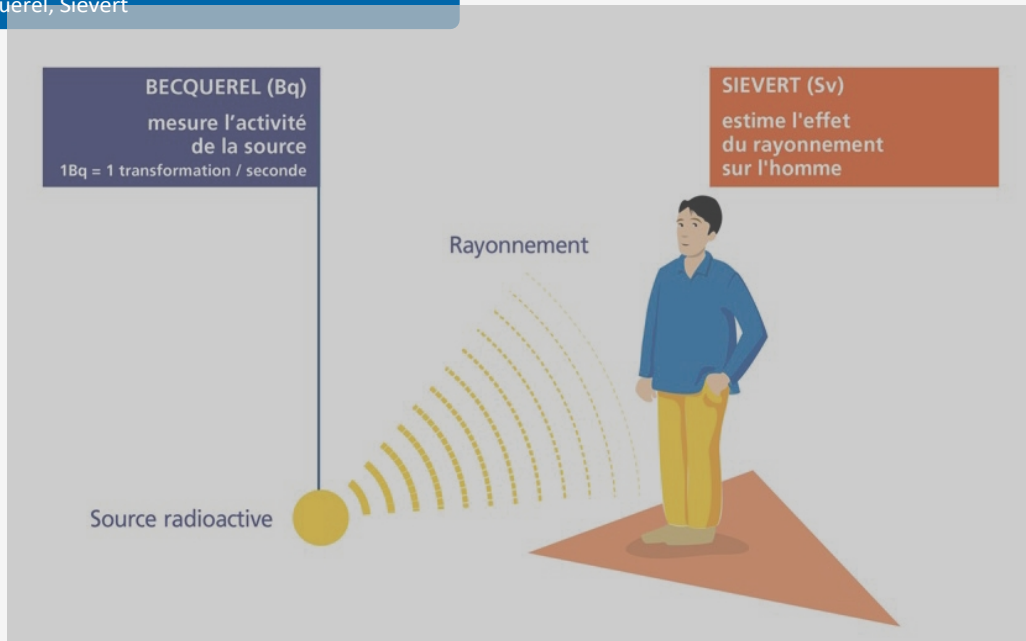 uerel, Sievert
BECQUEREL (Bq)
mesure l'activité
de la source
1Bq = 1 transformation / seconde
SIEVERT (Sv)
estime l'effet
du rayonnement
sur l'homme
Rayonnement
Source radioactive